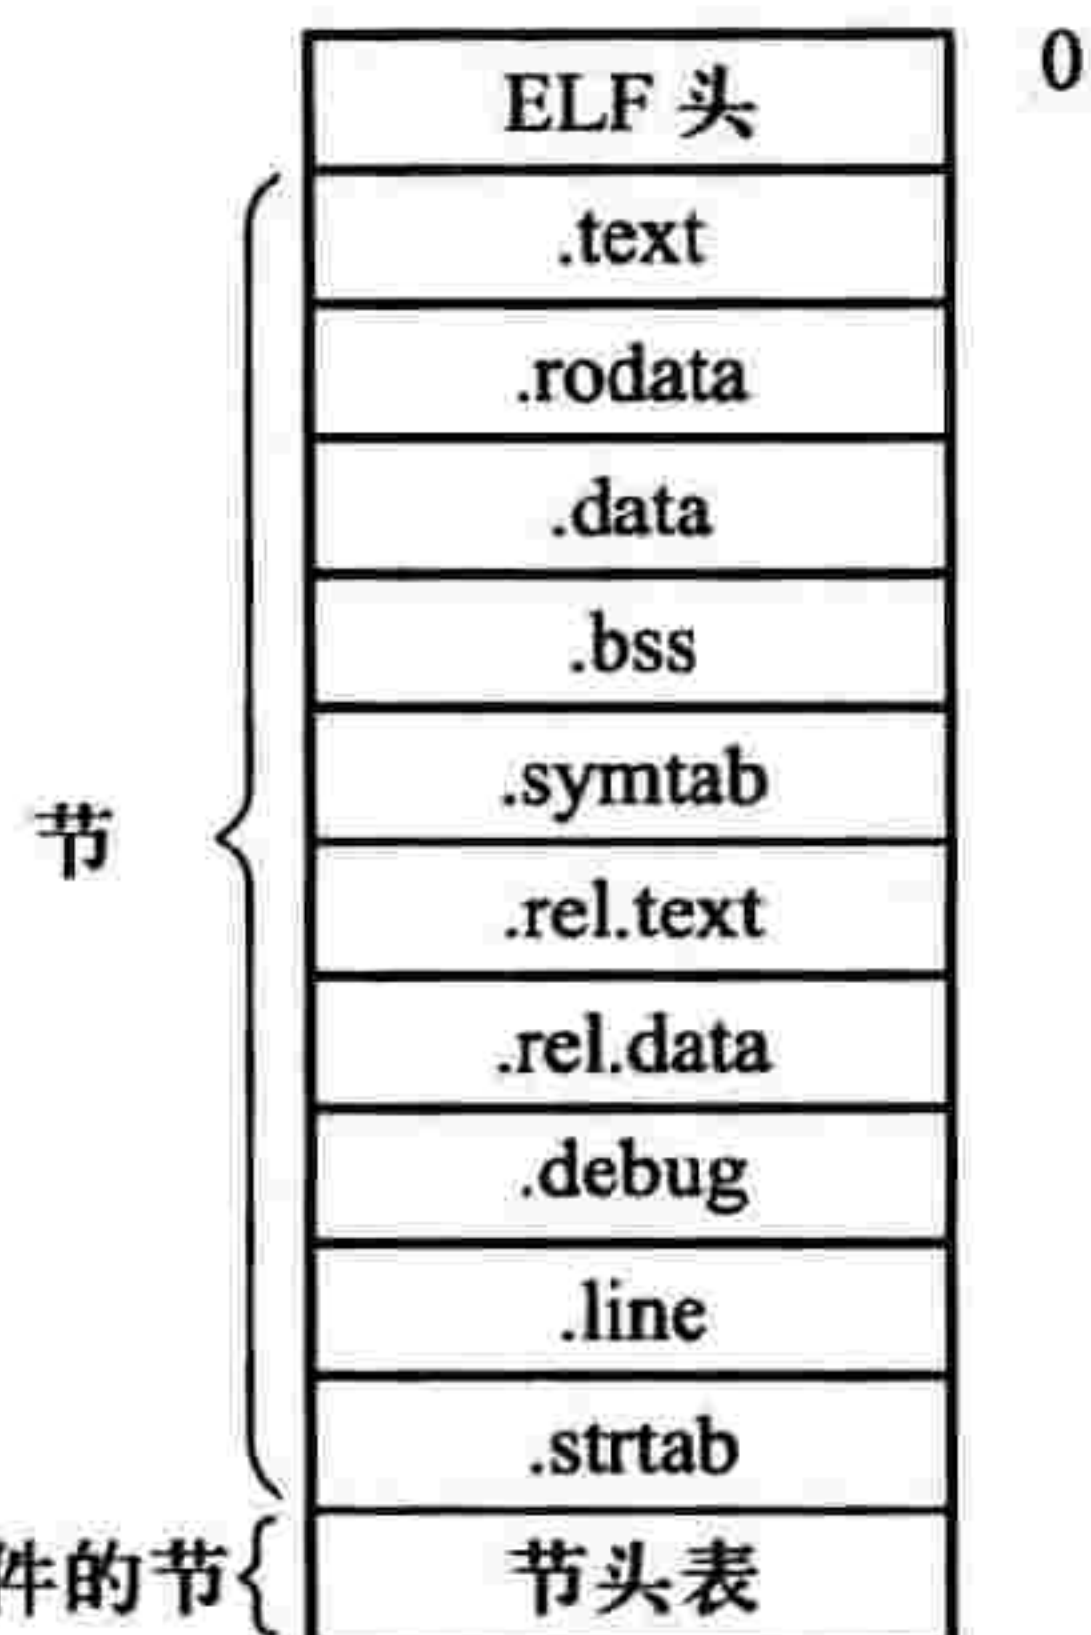 ELF 头
0
.text
.rodata
.data
.bss
.symtab
节
.rel.text
.rel.data
.debug
.line
.strtab
件的节
节头表